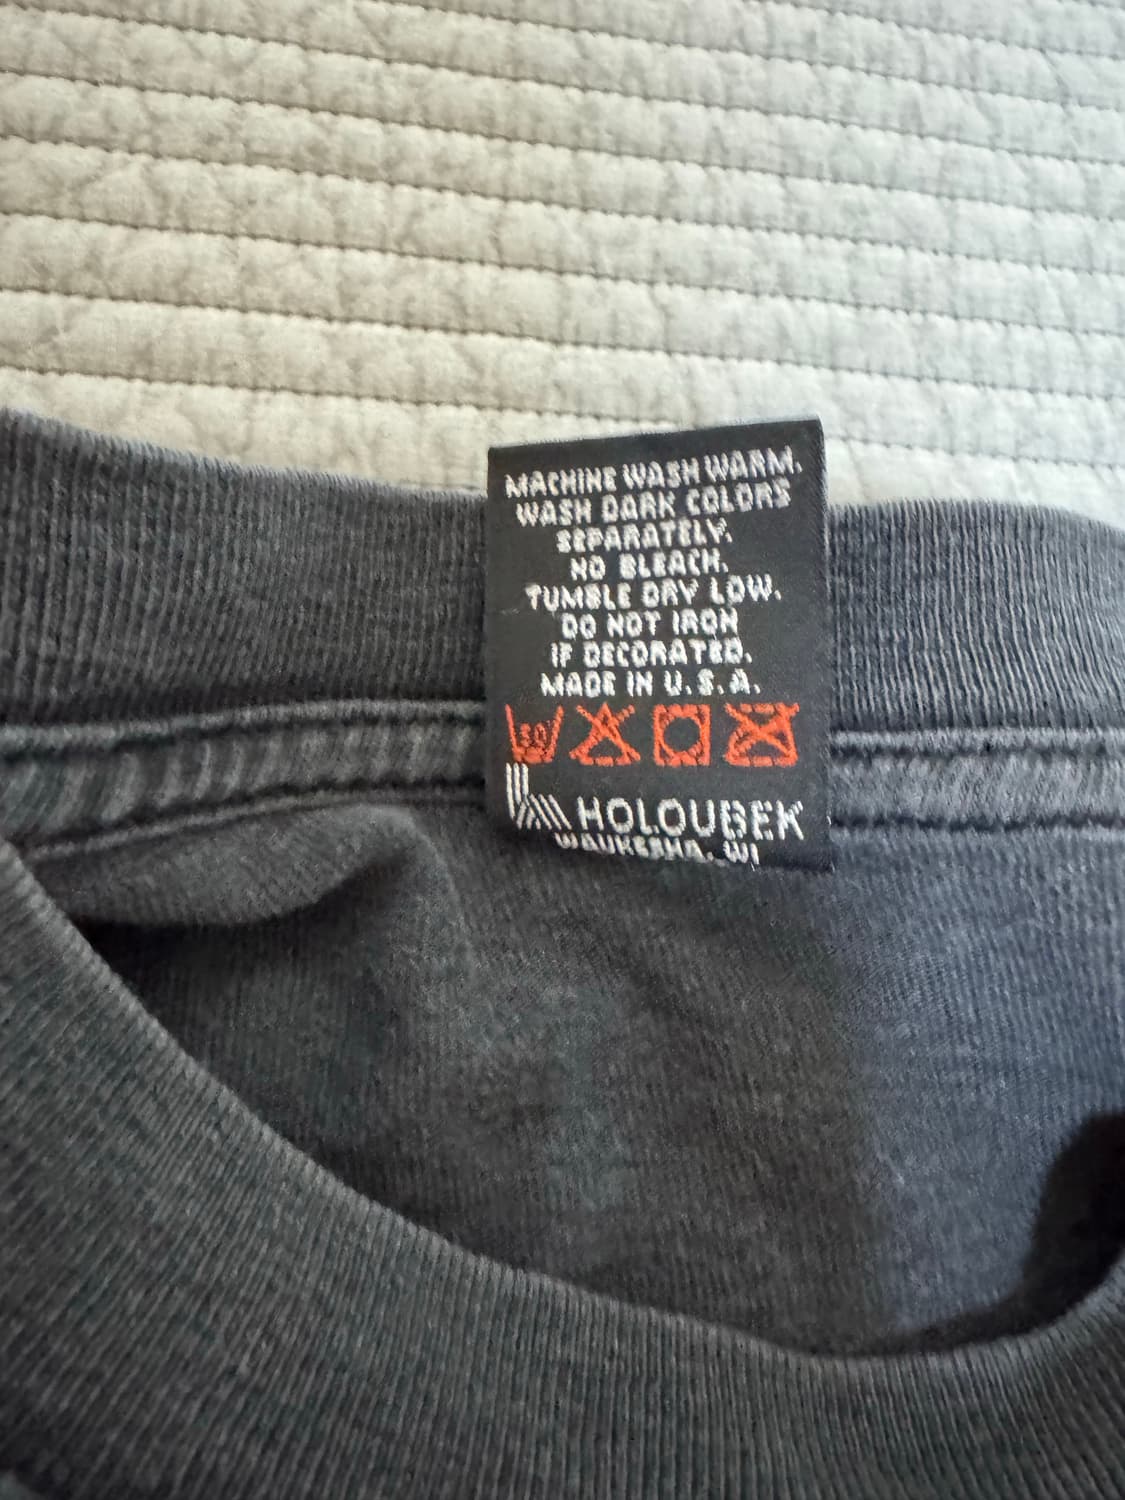 MACHINE WASH WARM.
WASH DARK COLORS
SEPARATELY.
NO BLEACH.
TUMBLE DRY LOW.
DO NOT IRON
IF DECORATED.
MADE IN U.S.A.
30
HOLOUBEK
WAUKESHA, WI